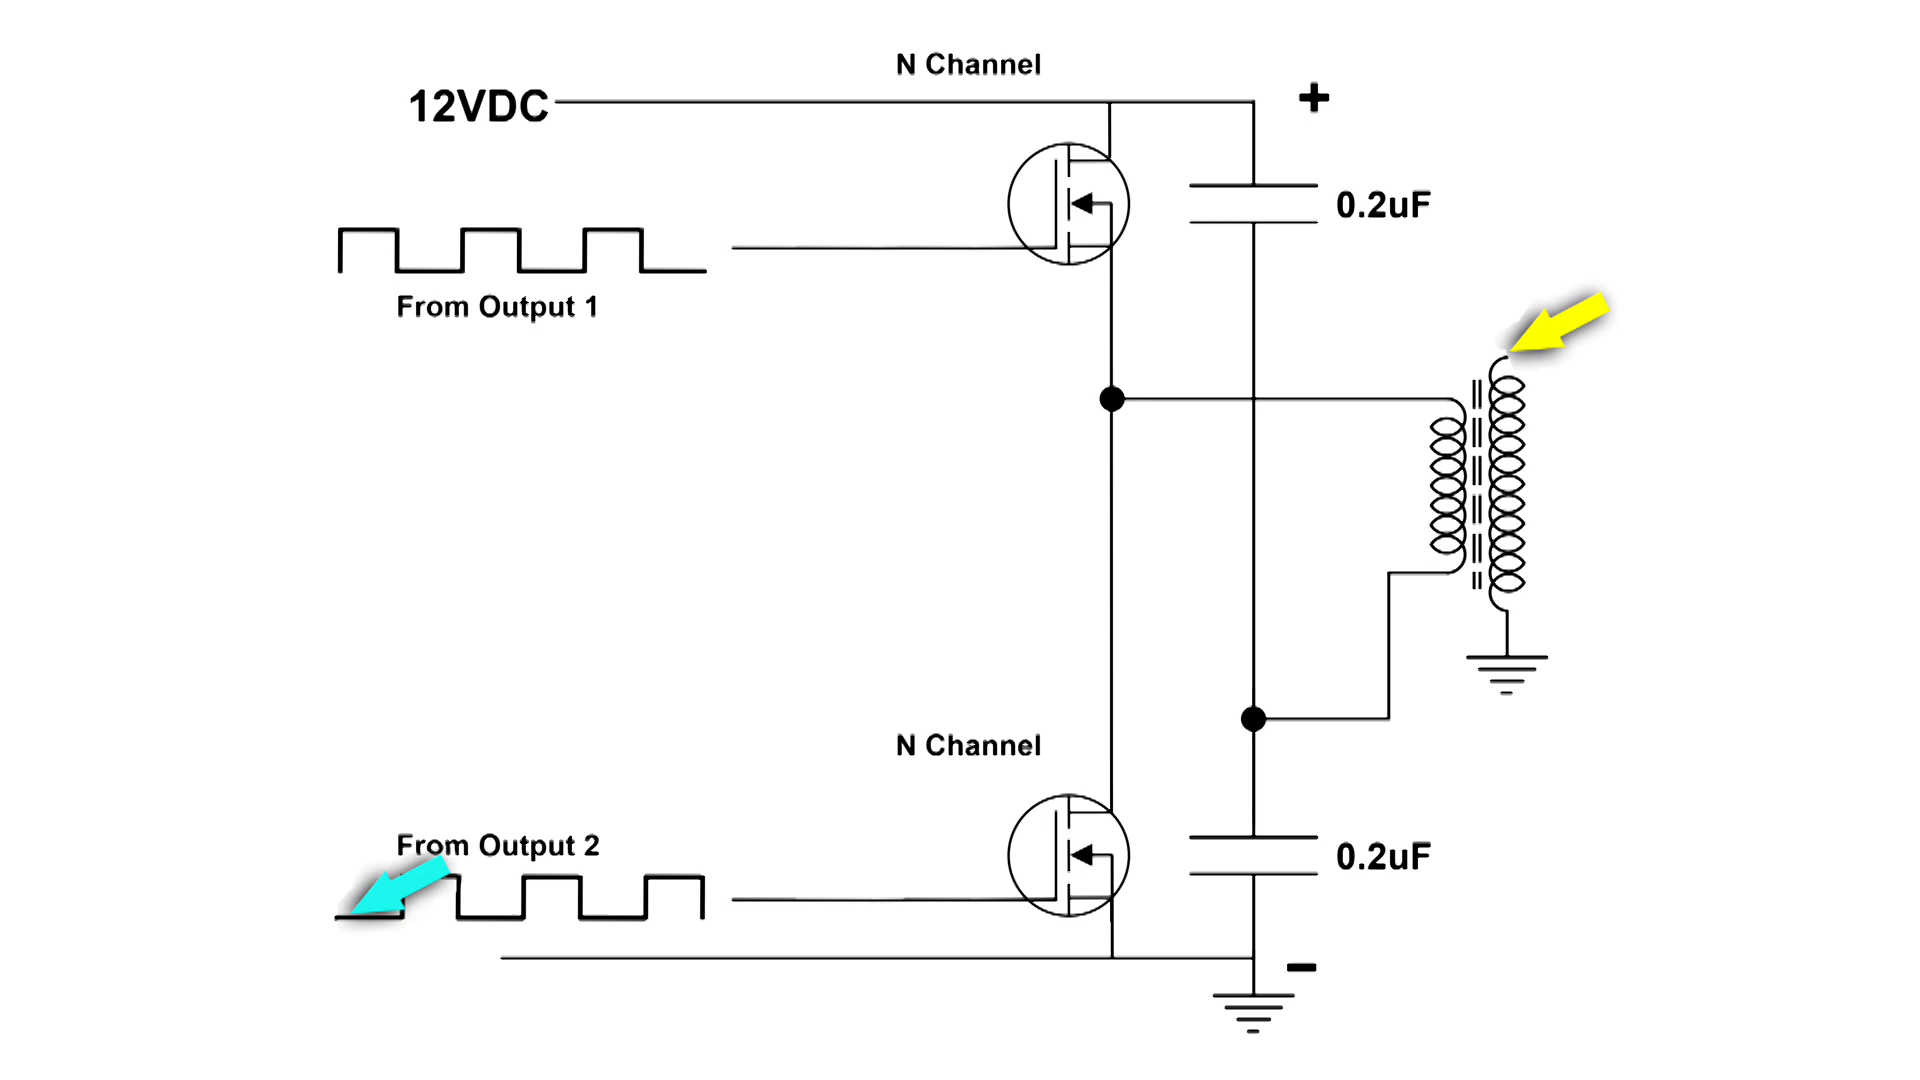 N Channel
12VDC
+
0.2uF
From Output 1
N Channel
From Output 2
0.2uF
-